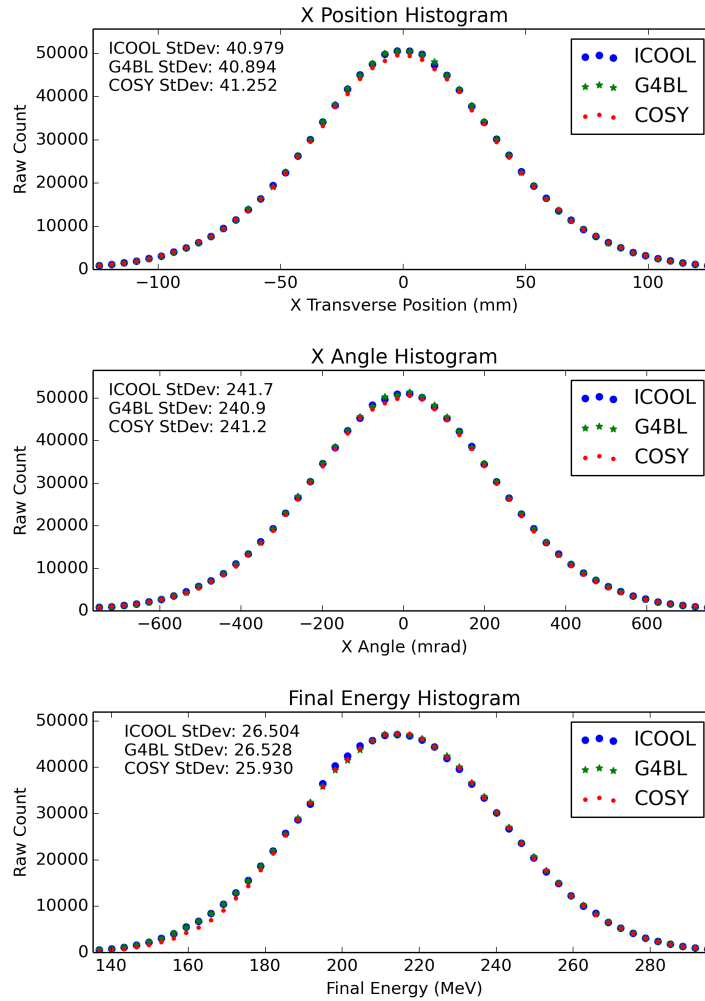 X Position Histogram
ICOOL StDev: 40.979
G4BL StDev: 40.894
COSY StDev: 41.252
ICOOL
G4BL
COSY
50000
40000
30000
20000
10000
0
Raw Count
−100 −50 0 50 100
X Transverse Position (mm)
X Angle Histogram
ICOOL StDev: 241.7
G4BL StDev: 240.9
COSY StDev: 241.2
ICOOL
G4BL
COSY
50000
40000
30000
20000
10000
0
Raw Count
−600 −400 −200 0 200 400 600
X Angle (mrad)
Final Energy Histogram
ICOOL StDev: 26.504
G4BL StDev: 26.528
COSY StDev: 25.930
ICOOL
G4BL
COSY
50000
40000
30000
20000
10000
0
Raw Count
140 160 180 200 220 240 260 280
Final Energy (MeV)